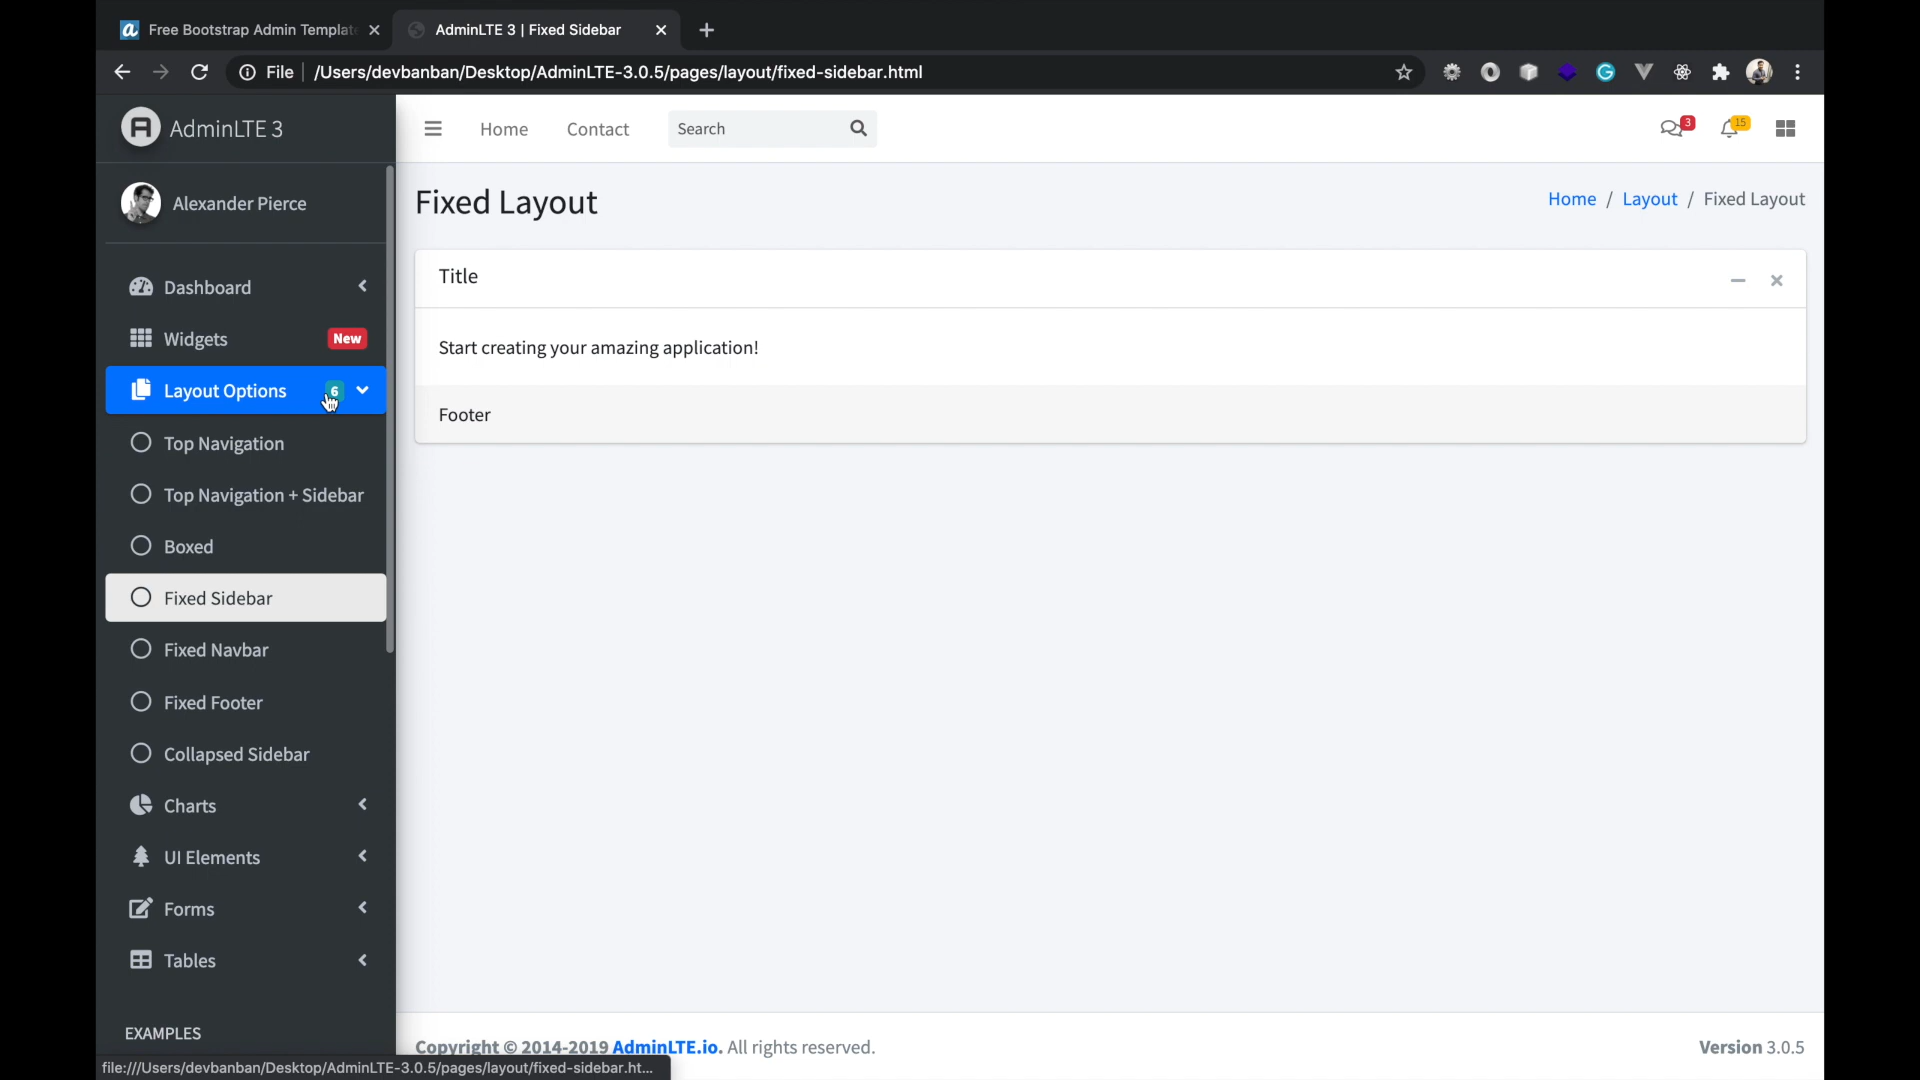 Free Bootstrap Admin Templat
AdminLTE 3 | Fixed Sidebar
File
/Users/devbanban/Desktop/AdminLTE-3.0.5/pages/layout/fixed-sidebar.html
AdminLTE 3
Home
Contact
Search
3
15
Alexander Pierce
Fixed Layout
Home / Layout / Fixed Layout
Dashboard
Widgets
New
Layout Options
6
Top Navigation
Top Navigation + Sidebar
Boxed
Fixed Sidebar
Fixed Navbar
Fixed Footer
Collapsed Sidebar
Charts
UI Elements
Forms
Tables
EXAMPLES
Title
Start creating your amazing application!
Footer
Copyright © 2014-2019 AdminLTE.io. All rights reserved.
Version 3.0.5
file:///Users/devbanban/Desktop/AdminLTE-3.0.5/pages/layout/fixed-sidebar.ht...